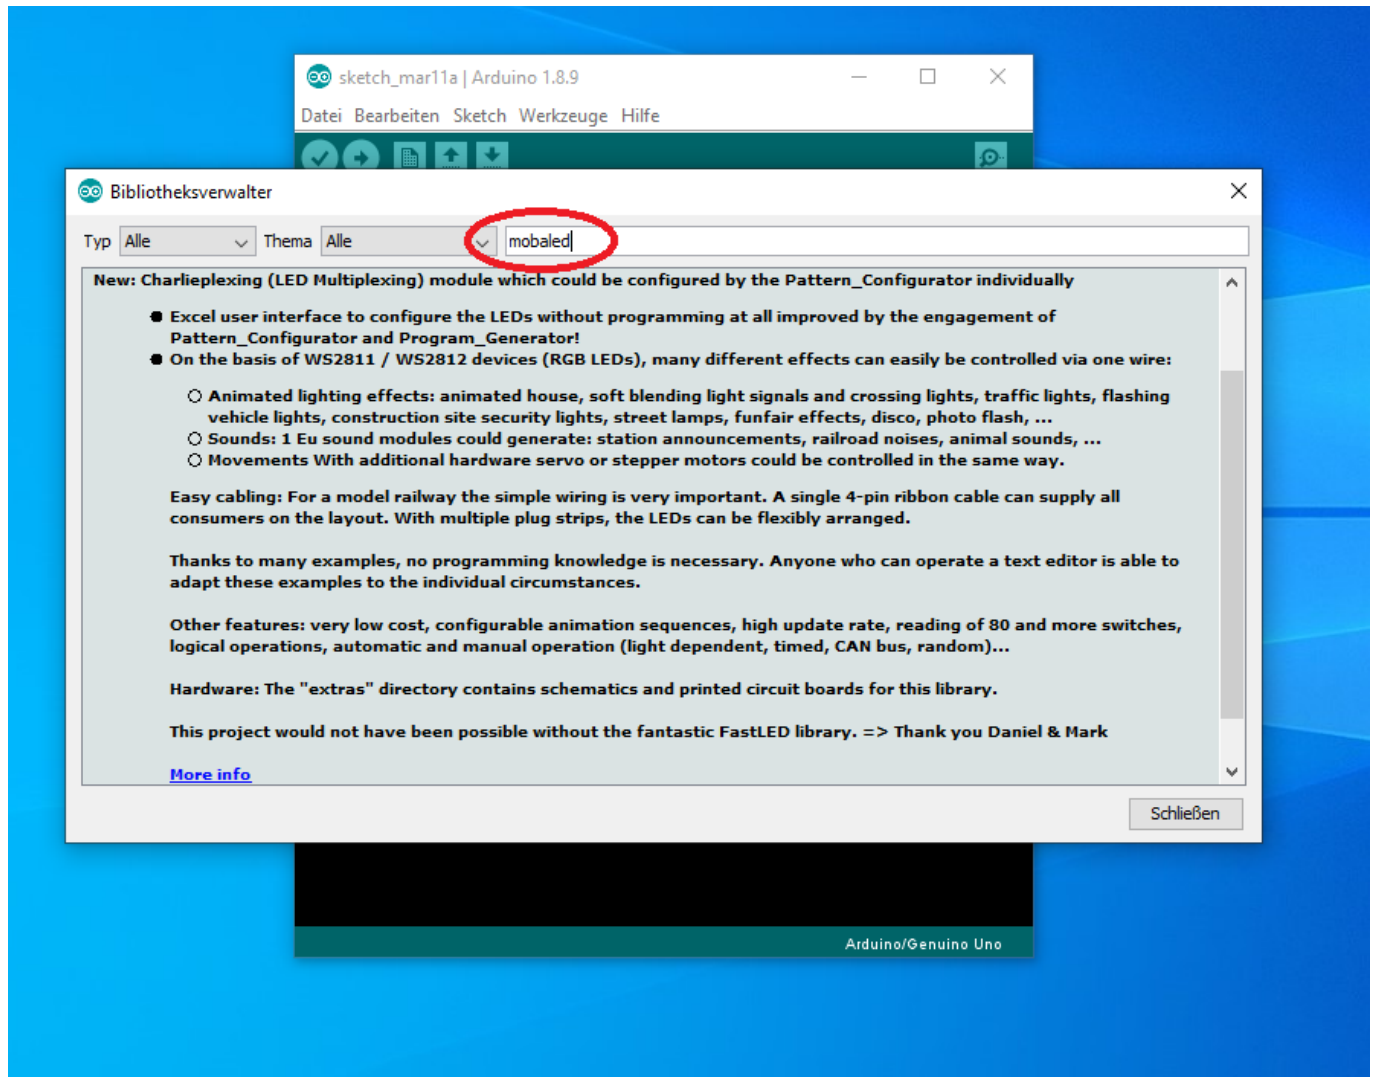 sketch_mar11a | Arduino 1.8.9
Datei Bearbeiten Sketch Werkzeuge Hilfe
Bibliotheksverwalter
Typ Alle Thema Alle mobaled
New: Charlieplexing (LED Multiplexing) module which could be configured by the Pattern_Configurator individually
Excel user interface to configure the LEDs without programming at all improved by the engagement of
Pattern_Configurator and Program_Generator!
On the basis of WS2811 / WS2812 devices (RGB LEDs), many different effects can easily be controlled via one wire:
Animated lighting effects: animated house, soft blending light signals and crossing lights, traffic lights, flashing
vehicle lights, construction site security lights, street lamps, funfair effects, disco, photo flash, ...
Sounds: 1 Eu sound modules could generate: station announcements, railroad noises, animal sounds, ...
Movements With additional hardware servo or stepper motors could be controlled in the same way.
Easy cabling: For a model railway the simple wiring is very important. A single 4-pin ribbon cable can supply all
consumers on the layout. With multiple plug strips, the LEDs can be flexibly arranged.
Thanks to many examples, no programming knowledge is necessary. Anyone who can operate a text editor is able to
adapt these examples to the individual circumstances.
Other features: very low cost, configurable animation sequences, high update rate, reading of 80 and more switches,
logical operations, automatic and manual operation (light dependent, timed, CAN bus, random)...
Hardware: The "extras" directory contains schematics and printed circuit boards for this library.
This project would not have been possible without the fantastic FastLED library. => Thank you Daniel & Mark
More info
Schließen
Arduino/Genuino Uno